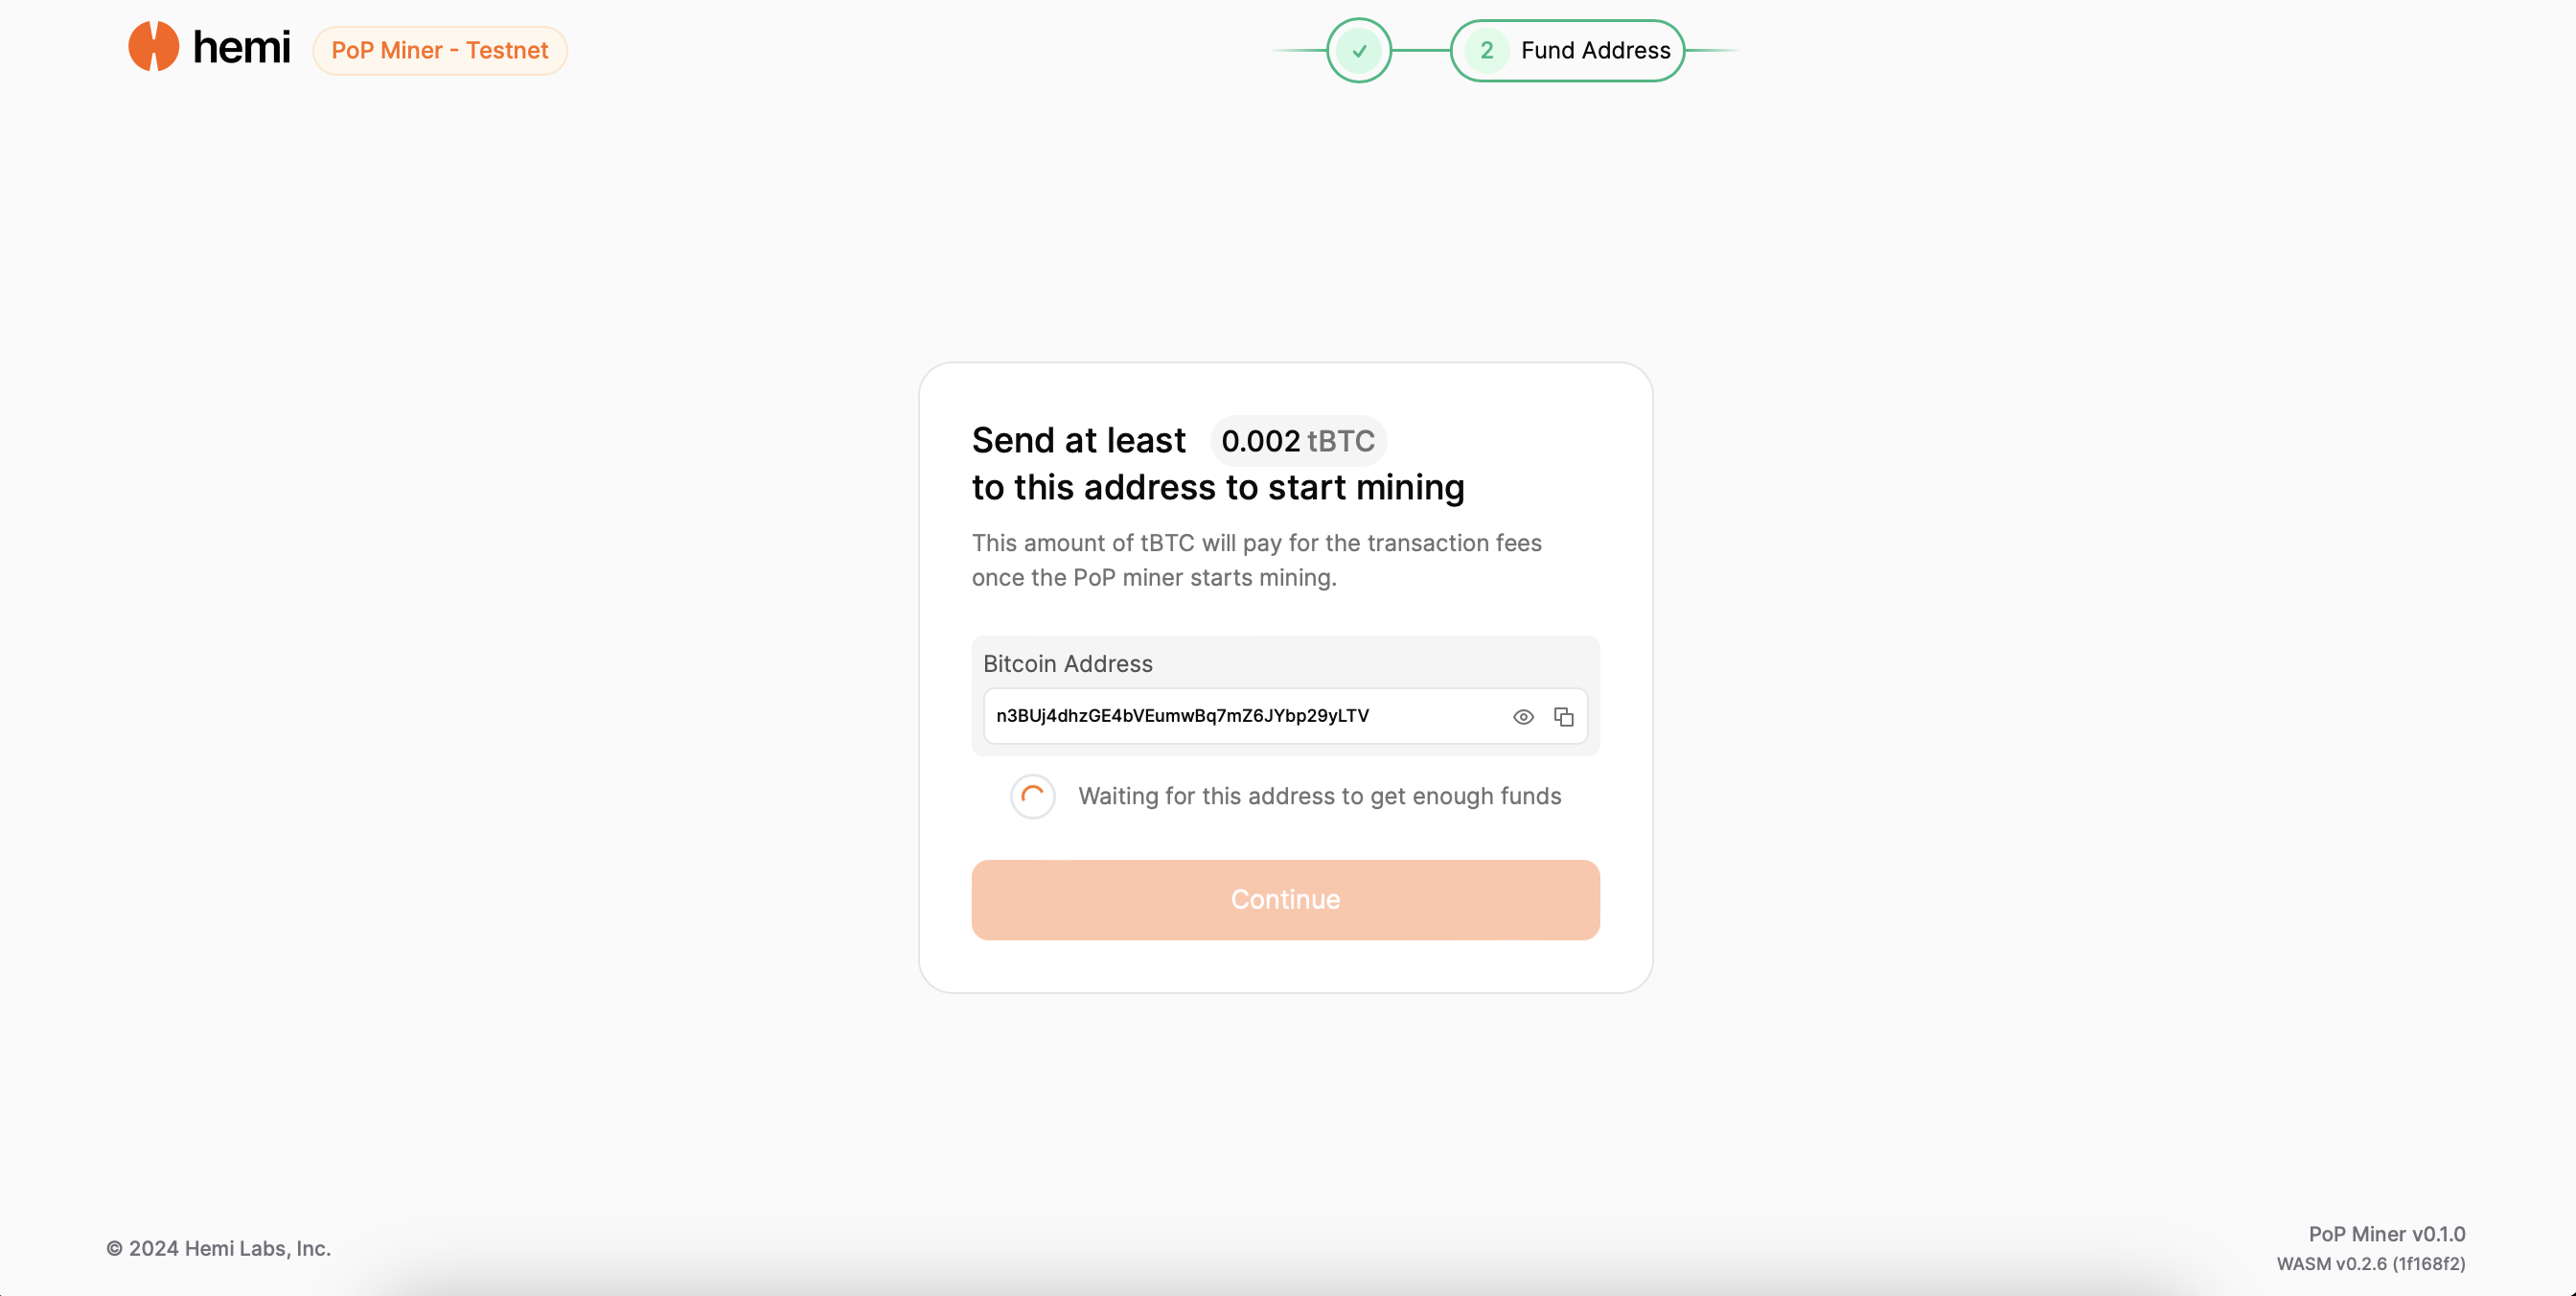 hemi
PoP Miner - Testnet
2 Fund Address
Send at least 0.002 tBTC
to this address to start mining
This amount of tBTC will pay for the transaction fees
once the PoP miner starts mining.
Bitcoin Address
n3BUj4dhzGE4bVEumwBq7mZ6JYbp29yLTV
Waiting for this address to get enough funds
Continue
© 2024 Hemi Labs, Inc.
PoP Miner v0.1.0
WASM v0.2.6 (1f168f2)